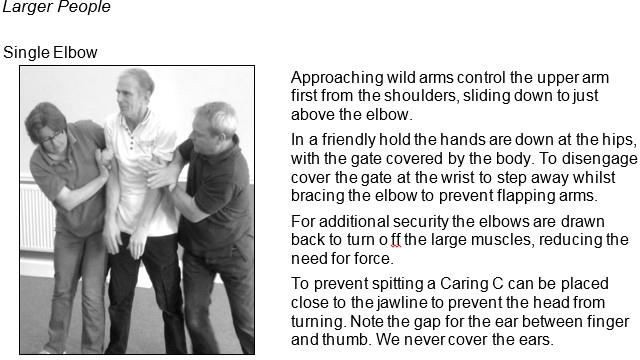 Larger People
Single Elbow
Approaching wild arms control the upper arm
first from the shoulders, sliding down to just
above the elbow.
In a friendly hold the hands are down at the hips,
with the gate covered by the body. To disengage
cover the gate at the wrist to step away whilst
bracing the elbow to prevent flapping arms.
For additional security the elbows are drawn
back to turn o ff the large muscles, reducing the
need for force.
To prevent spitting a Caring C can be placed
close to the jawline to prevent the head from
turning. Note the gap for the ear between finger
and thumb. We never cover the ears.